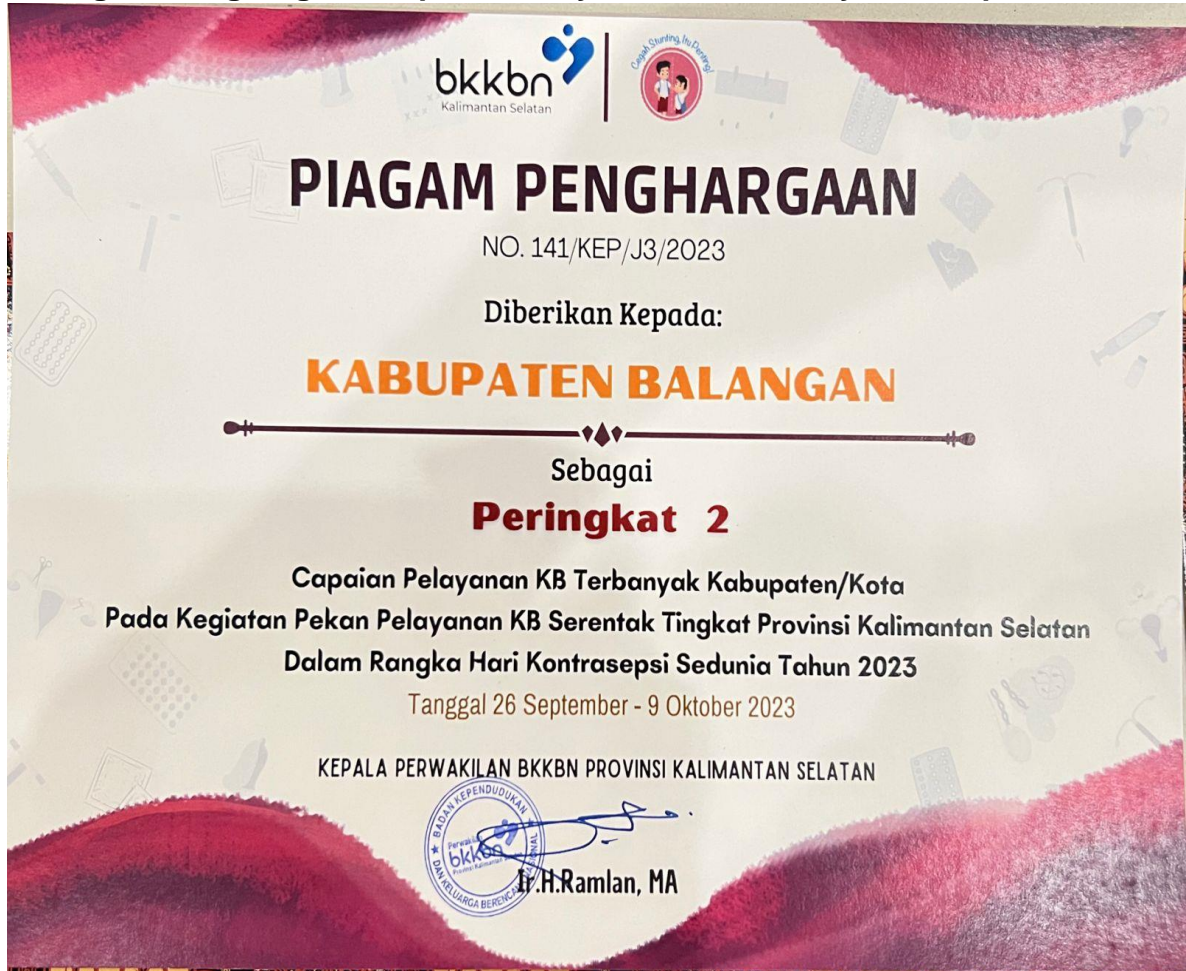 bkkbn
Kalimantan Selatan
Cegah Stunting, Itu Penting!
PIAGAM PENGHARGAAN
NO. 141/KEP/J3/2023
Diberikan Kepada:
KABUPATEN BALANGAN
Sebagai
Peringkat 2
Capaian Pelayanan KB Terbanyak Kabupaten/Kota
Pada Kegiatan Pekan Pelayanan KB Serentak Tingkat Provinsi Kalimantan Selatan
Dalam Rangka Hari Kontrasepsi Sedunia Tahun 2023
Tanggal 26 September - 9 Oktober 2023
KEPALA PERWAKILAN BKKBN PROVINSI KALIMANTAN SELATAN
BADAN KEPENDUDUKAN
DAN KELUARGA BERENCANA NASIONAL
Perwakilan
bkkbn
Provinsi Kalimantan
Ir.H.Ramlan, MA